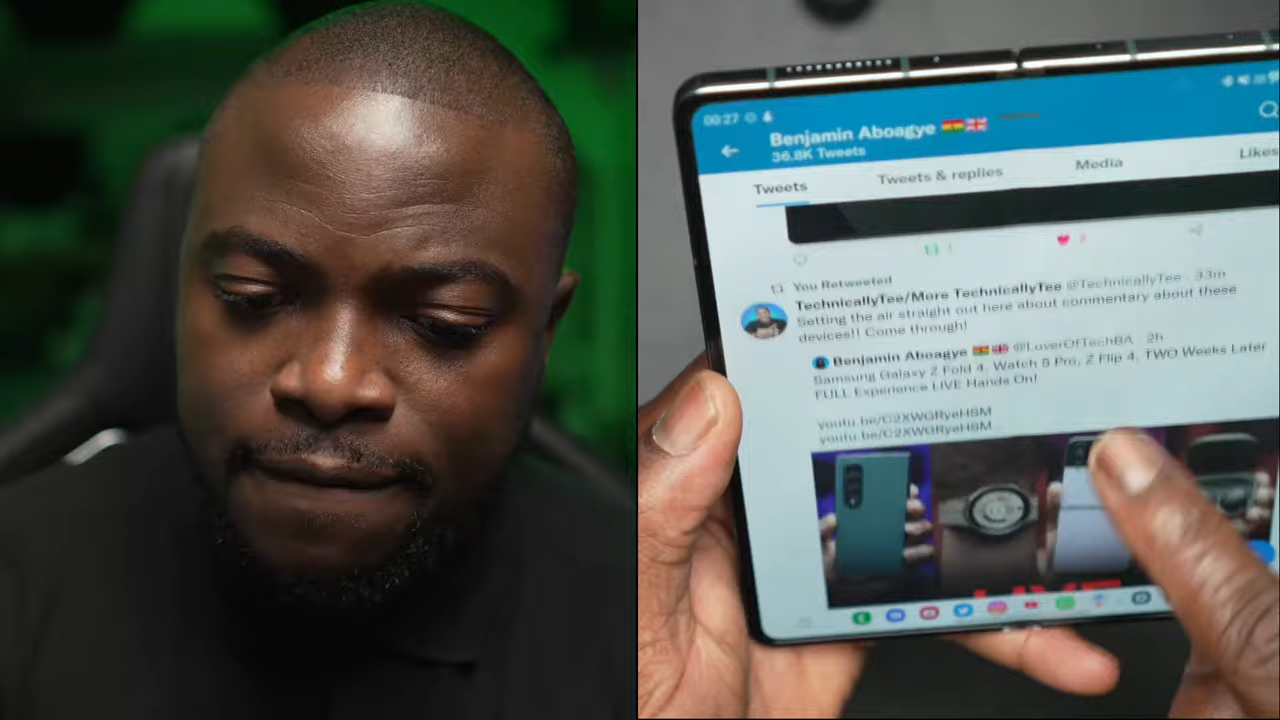 00:27
Benjamin Aboagye 🇬🇭🇬🇧
36.8K Tweets
Tweets Tweets & replies Media Likes
You Retweeted
TechnicallyTee/More TechnicallyTee @TechnicallyTee · 33m
Setting the air straight out here about commentary about these
devices!! Come through!
Benjamin Aboagye 🇬🇭🇬🇧 @LoverOfTechBA · 2h
Samsung Galaxy Z Fold 4, Watch 5 Pro, Z Flip 4, TWO Weeks Later
FULL Experience LIVE Hands On!
youtu.be/C2XWGRyeHSM
youtu.be/C2XWGRyeHSM